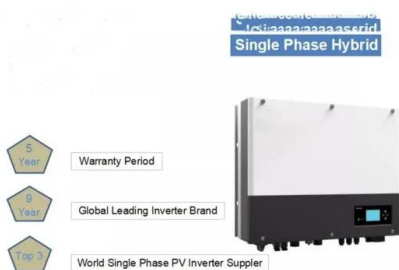 Single Phase Hybrid
5
Year
Warranty Period
9
Year
Global Leading Inverter Brand
Top 3
World Single Phase PV Inverter Suppler